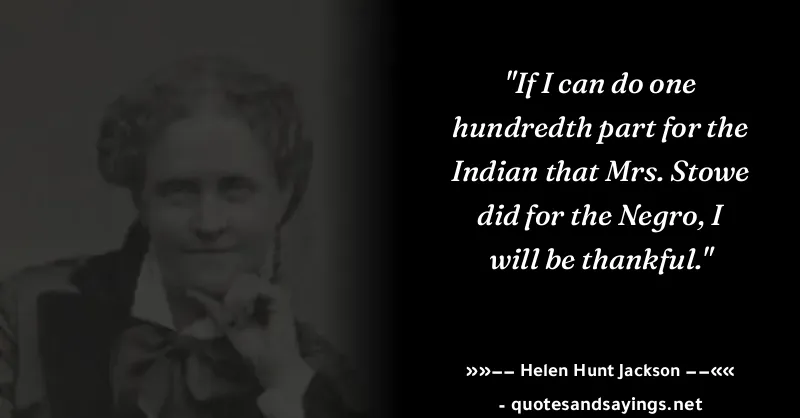 "If I can do one
hundredth part for the
Indian that Mrs. Stowe
did for the Negro, I
will be thankful."
»»−− Helen Hunt Jackson −−««
- quotesandsayings.net